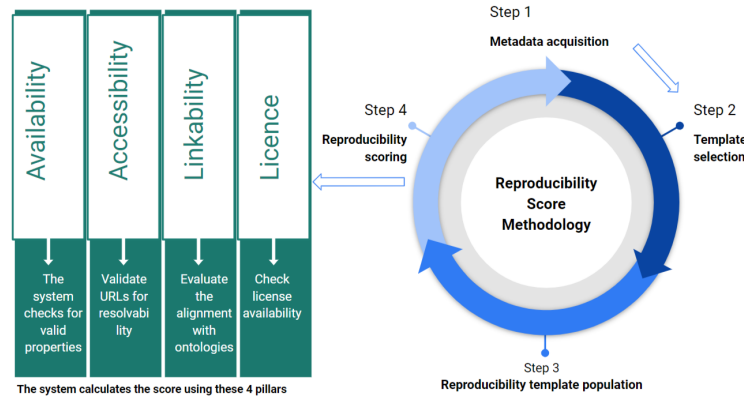 Availability
Accessibility
Linkability
Licence
The
system
checks for
valid
properties
Validate
URLs for
resolvabi
lity
Evaluate
the
alignment
with
ontologies
Check
license
availability
The system calculates the score using these 4 pillars
Step 1
Metadata acquisition
Step 2
Template
selection
Step 3
Reproducibility template population
Step 4
Reproducibility
scoring
Reproducibility
Score
Methodology